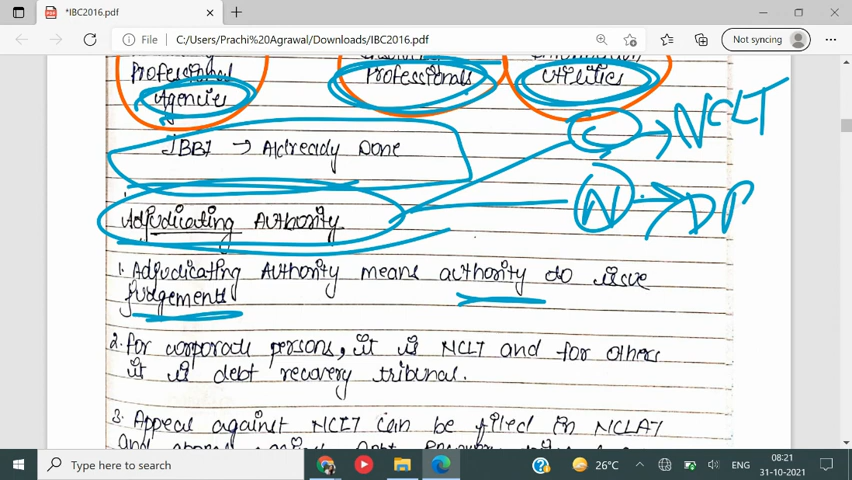 *IBC2016.pdf
File
C:/Users/Prachi%20Agrawal/Downloads/IBC2016.pdf
Not syncing
Professional
Agencies
Professionals
Utilities
IBBI → Already Done
C → NCLT
Adjudicating Authority
N → DR
1. Adjudicating Authority means authority to issue
judgements
2. For corporate persons, it is NCLT and for others
it is debt recovery tribunal.
3. Appeal against NCLT can be filed in NCLAT
Type here to search
26°C
ENG
08:21
31-10-2021